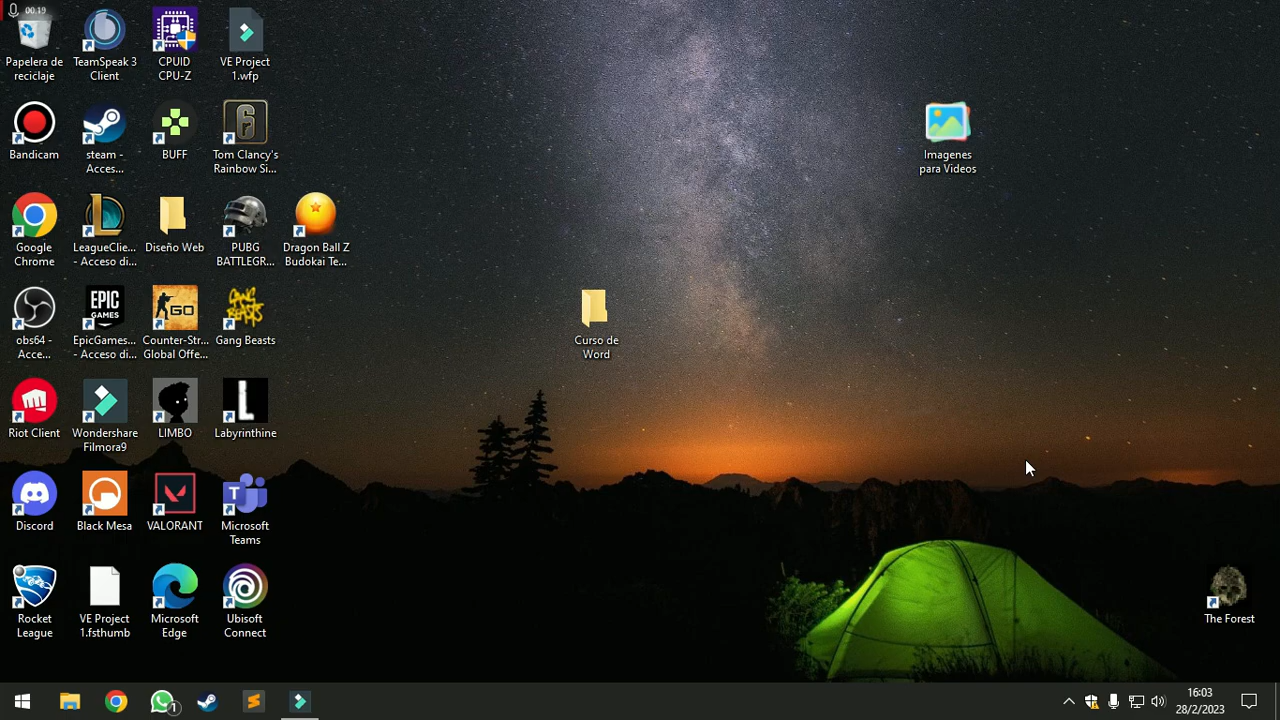 00:19
Papelera de
reciclaje
TeamSpeak 3
Client
CPUID
CPU-Z
VE Project
1.wfp
Bandicam
steam -
Acces...
BUFF
Tom Clancy's
Rainbow Si...
Imagenes
para Videos
Google
Chrome
LeagueClie...
- Acceso di...
Diseño Web
PUBG
BATTLEGR...
Dragon Ball Z
Budokai Te...
obs64 -
Acce...
EPIC
GAMES
EpicGames...
- Acceso di...
GO
Counter-Str...
Global Offe...
GANG
BEASTS
Gang Beasts
Curso de
Word
Riot Client
Wondershare
Filmora9
LIMBO
L
Labyrinthine
Discord
Black Mesa
VALORANT
T
Microsoft
Teams
Rocket
League
VE Project
1.fsthumb
Microsoft
Edge
Ubisoft
Connect
The Forest
1
16:03
28/2/2023